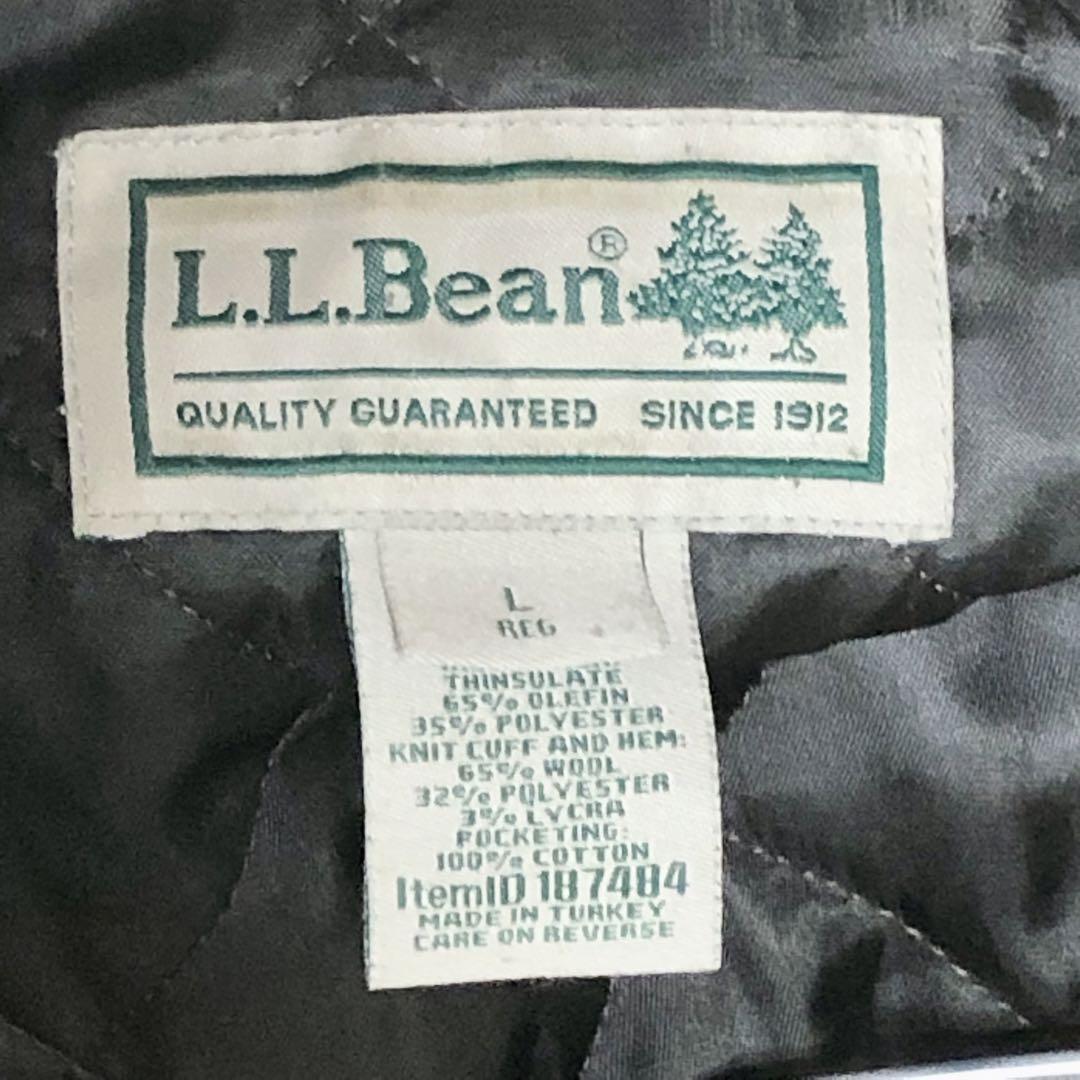 L.L.Bean®
QUALITY GUARANTEED SINCE 1912
L
REG
THINSULATE
65% OLEFIN
35% POLYESTER
KNIT CUFF AND HEM:
65% WOOL
32% POLYESTER
3% LYCRA
POCKETING:
100% COTTON
ItemID 187484
MADE IN TURKEY
CARE ON REVERSE